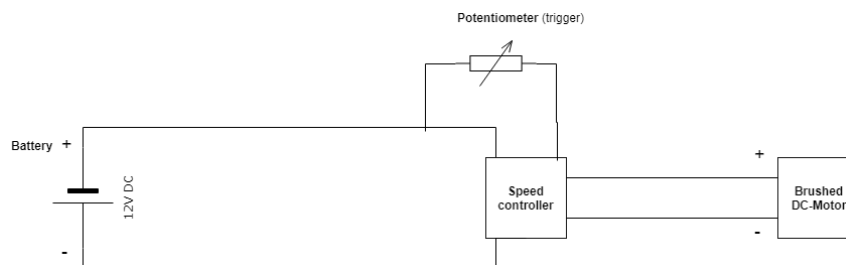 Potentiometer (trigger)
Battery +
12V DC
-
Speed
controller
+
-
Brushed
DC-Motor